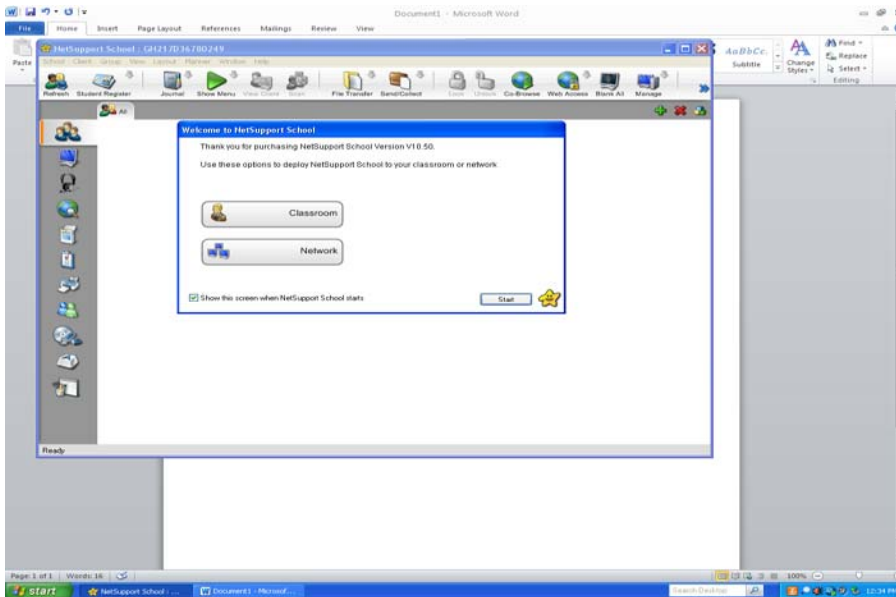 Document1 - Microsoft Word
File Home Insert Page Layout References Mailings Review View
Paste
AaBbCc.
Subtitle
Change Styles
Find
Replace
Select
Editing
NetSupport School : GH217D3678D249
School Client Group View Layout Planner Window Help
Refresh Student Register Journal Show Menu View Client Scan File Transfer Send/Collect Lock Unlock Co-Browse Web Access Blank All Manage
All
Welcome to NetSupport School
Thank you for purchasing NetSupport School Version V10.50.
Use these options to deploy NetSupport School to your classroom or network
Classroom
Network
Show this screen when NetSupport School starts
Start
Ready
Page: 1 of 1 Words: 16
100%
start
NetSupport School : ...
Document1 - Microsof...
Search Desktop
12:34 PM